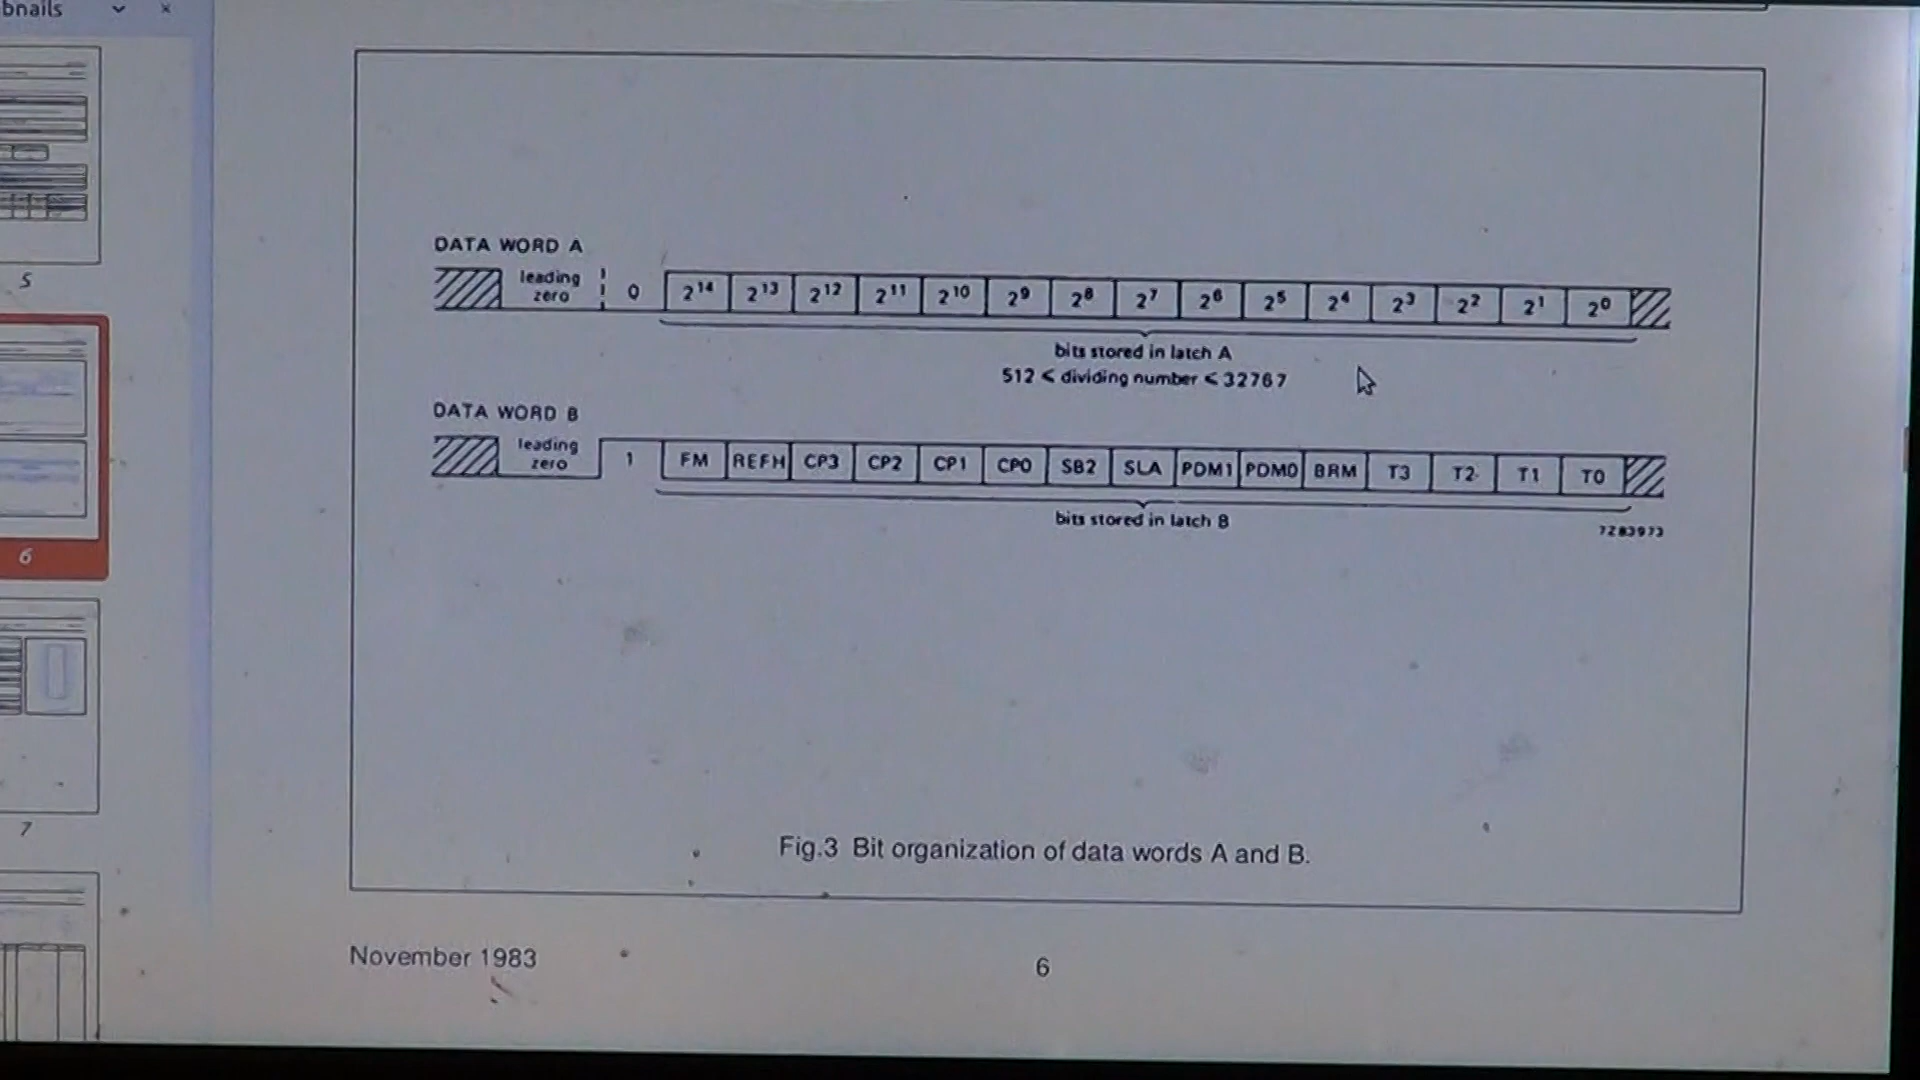 bnails
5
6
7
DATA WORD A
leading zero 0 2¹⁴ 2¹³ 2¹² 2¹¹ 2¹⁰ 2⁹ 2⁸ 2⁷ 2⁶ 2⁵ 2⁴ 2³ 2² 2¹ 2⁰
bits stored in latch A
512 < dividing number < 32767
DATA WORD B
leading zero 1 FM REFH CP3 CP2 CP1 CP0 SB2 SLA PDM1 PDM0 BRM T3 T2 T1 T0
bits stored in latch B
7Z83973
Fig.3 Bit organization of data words A and B.
November 1983
6